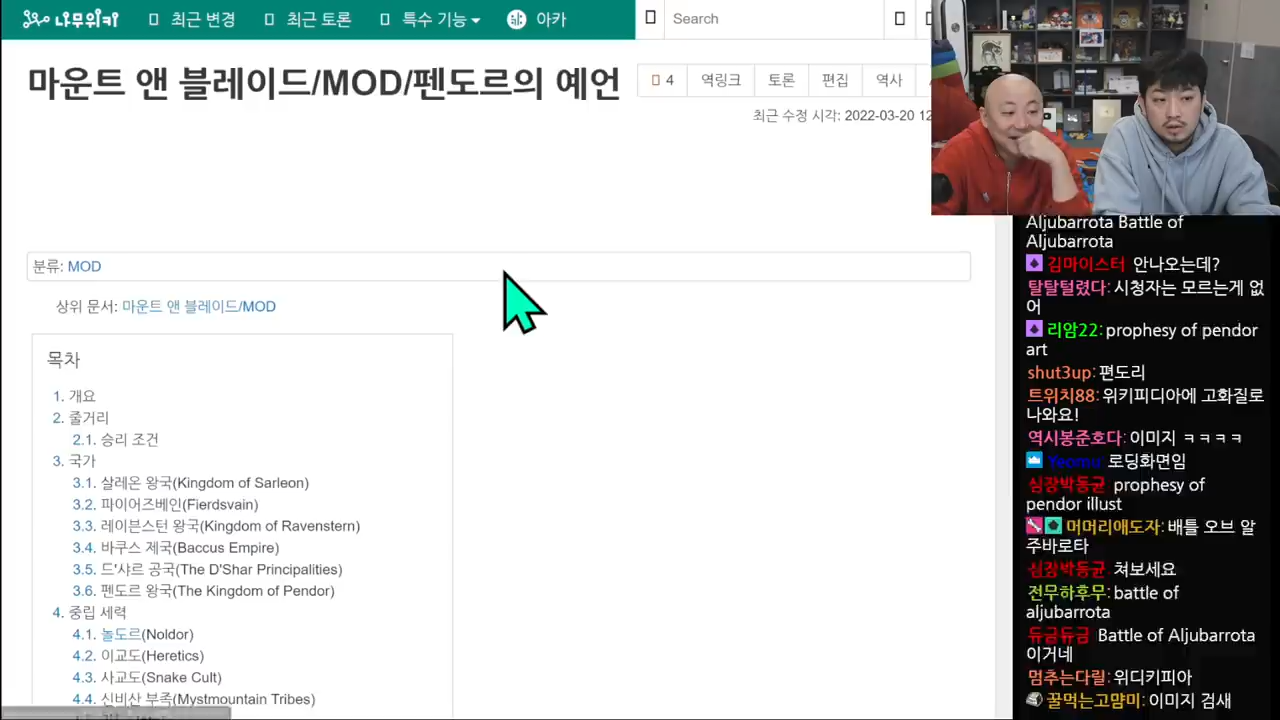 나무위키
최근 변경
최근 토론
특수 기능
아카
Search
마운트 앤 블레이드/MOD/펜도르의 예언
4
역링크
토론
편집
역사
최근 수정 시각: 2022-03-20 12
분류: MOD
상위 문서: 마운트 앤 블레이드/MOD
목차
1. 개요
2. 줄거리
2.1. 승리 조건
3. 국가
3.1. 살레온 왕국(Kingdom of Sarleon)
3.2. 파이어즈베인(Fierdsvain)
3.3. 레이븐스턴 왕국(Kingdom of Ravenstern)
3.4. 바쿠스 제국(Baccus Empire)
3.5. 드'샤르 공국(The D'Shar Principalities)
3.6. 펜도르 왕국(The Kingdom of Pendor)
4. 중립 세력
4.1. 놀도르(Noldor)
4.2. 이교도(Heretics)
4.3. 사교도(Snake Cult)
4.4. 신비산 부족(Mystmountain Tribes)
Aljubarrota Battle of
Aljubarrota
김마이스터 안나오는데?
탈탈털렸다: 시청자는 모르는게 없
어
리암22: prophesy of pendor
art
shut3up: 편도리
트위치88: 위키피디아에 고화질로
나와요!
역시봉준호다: 이미지 ㅋㅋㅋㅋ
Yeomu 로딩화면임
심장박동균 prophesy of
pendor illust
머머리애도자: 배틀 오브 알
주바로타
심장박동균 쳐보세요
전무하후무: battle of
aljubarrota
듀금듀금 Battle of Aljubarrota
이거네
멈추는다릴: 위디키피아
꿀먹는고먐미: 이미지 검색